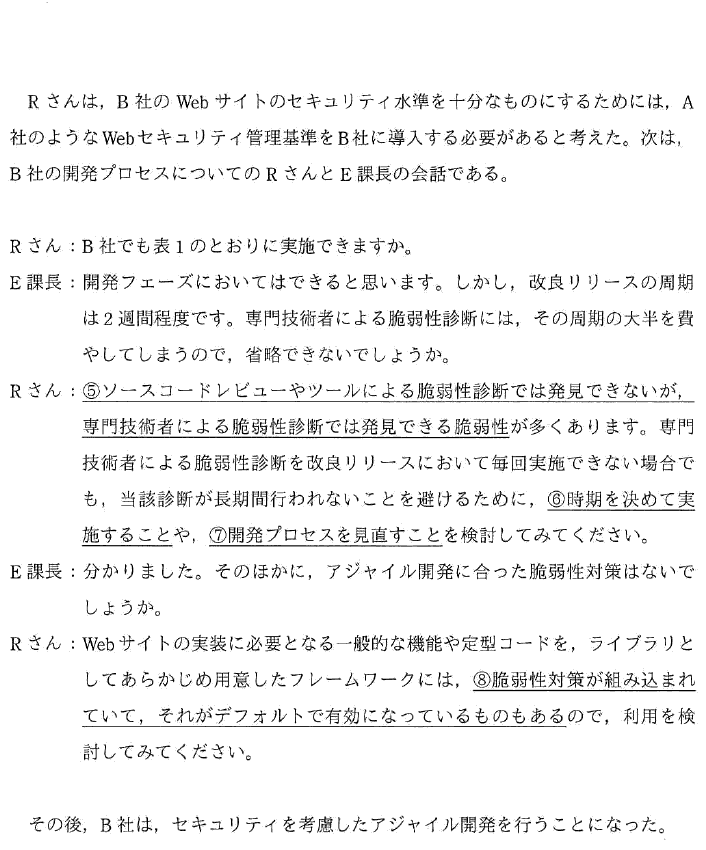 Rさんは，B社のWebサイトのセキュリティ水準を十分なものにするためには，A
社のようなWebセキュリティ管理基準をB社に導入する必要があると考えた。次は，
B社の開発プロセスについてのRさんとE課長の会話である。
Rさん：B社でも表1のとおりに実施できますか。
E課長：開発フェーズにおいてはできると思います。しかし，改良リリースの周期
は2週間程度です。専門技術者による脆弱性診断には，その周期の大半を費
やしてしまうので，省略できないでしょうか。
Rさん：⑤ソースコードレビューやツールによる脆弱性診断では発見できないが，
専門技術者による脆弱性診断では発見できる脆弱性が多くあります。専門
技術者による脆弱性診断を改良リリースにおいて毎回実施できない場合で
も，当該診断が長期間行われないことを避けるために，⑥時期を決めて実
施することや，⑦開発プロセスを見直すことを検討してみてください。
E課長：分かりました。そのほかに，アジャイル開発に合った脆弱性対策はないで
しょうか。
Rさん：Webサイトの実装に必要となる一般的な機能や定型コードを，ライブラリと
してあらかじめ用意したフレームワークには，⑧脆弱性対策が組み込まれ
ていて，それがデフォルトで有効になっているものもあるので，利用を検
討してみてください。
その後，B社は，セキュリティを考慮したアジャイル開発を行うことになった。